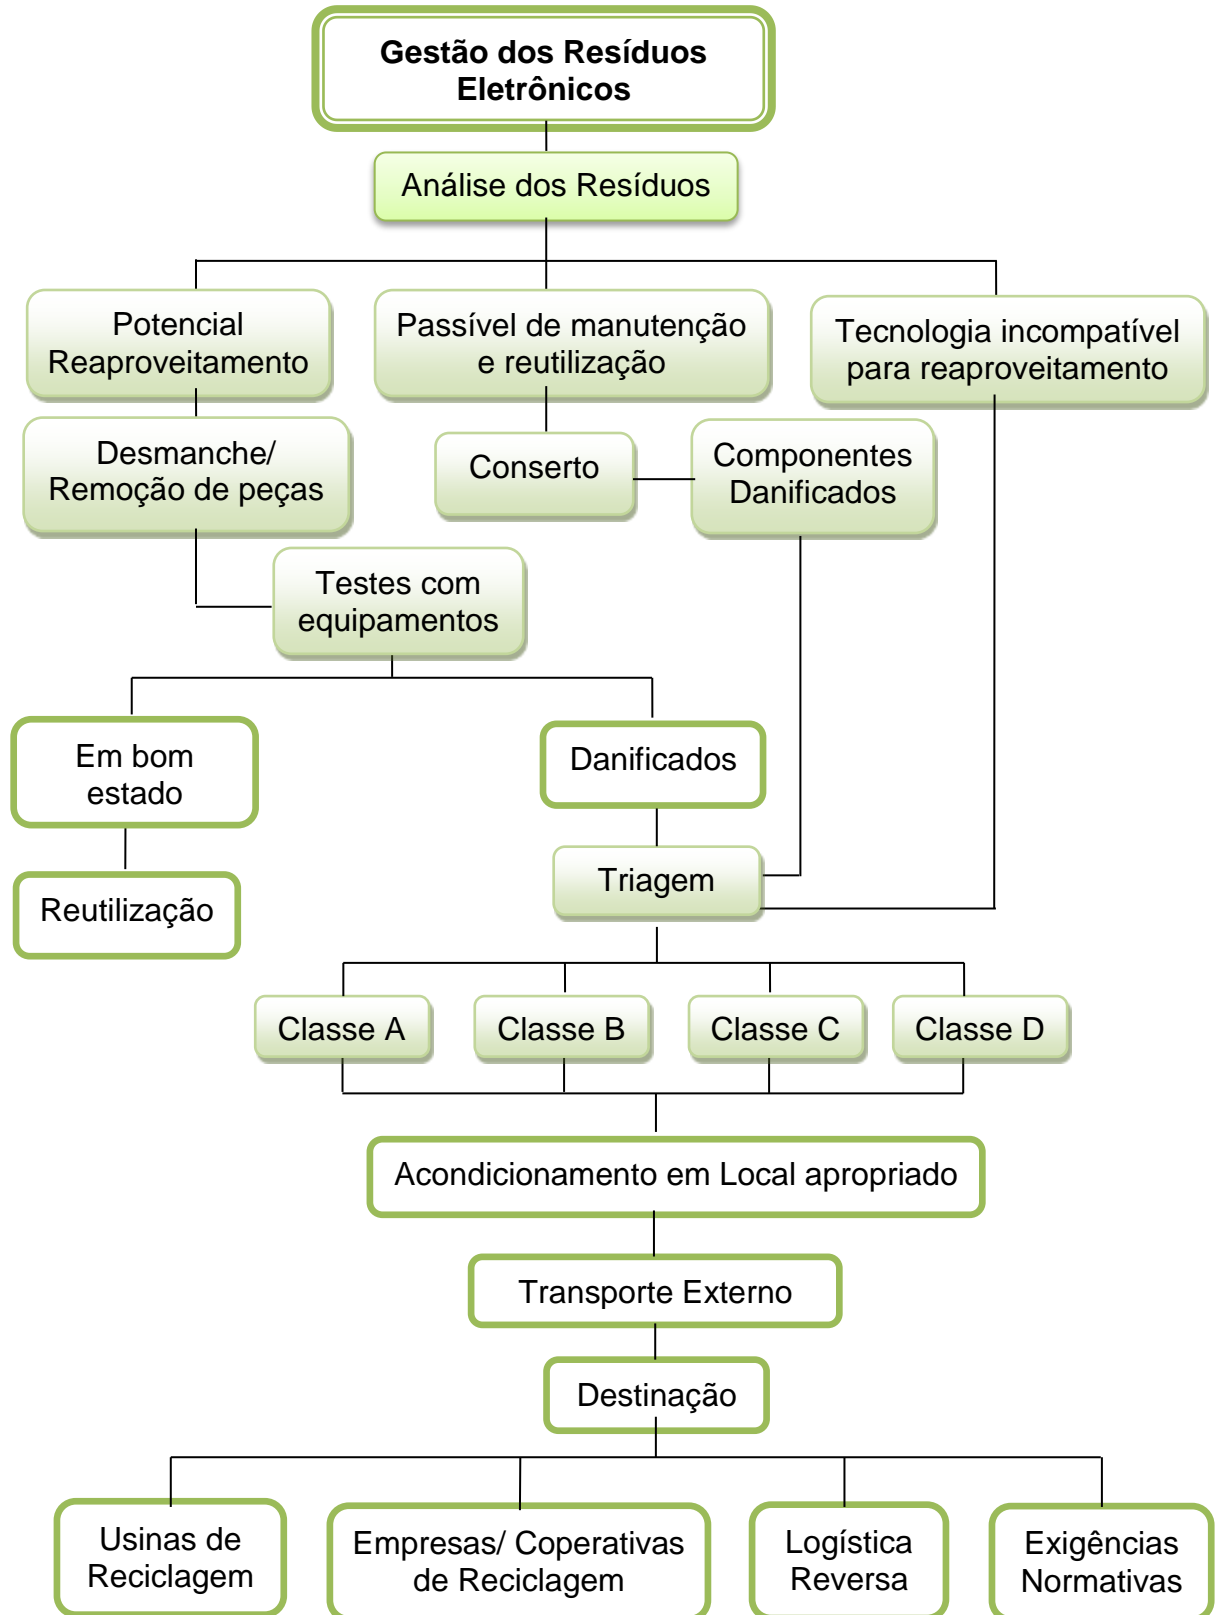 Gestão dos Resíduos
Eletrônicos
Análise dos Resíduos
Potencial
Reaproveitamento
Passível de manutenção
e reutilização
Tecnologia incompatível
para reaproveitamento
Desmanche/
Remoção de peças
Conserto
Componentes
Danificados
Testes com
equipamentos
Em bom
estado
Danificados
Reutilização
Triagem
Classe A
Classe B
Classe C
Classe D
Acondicionamento em Local apropriado
Transporte Externo
Destinação
Usinas de
Reciclagem
Empresas/ Coperativas
de Reciclagem
Logística
Reversa
Exigências
Normativas